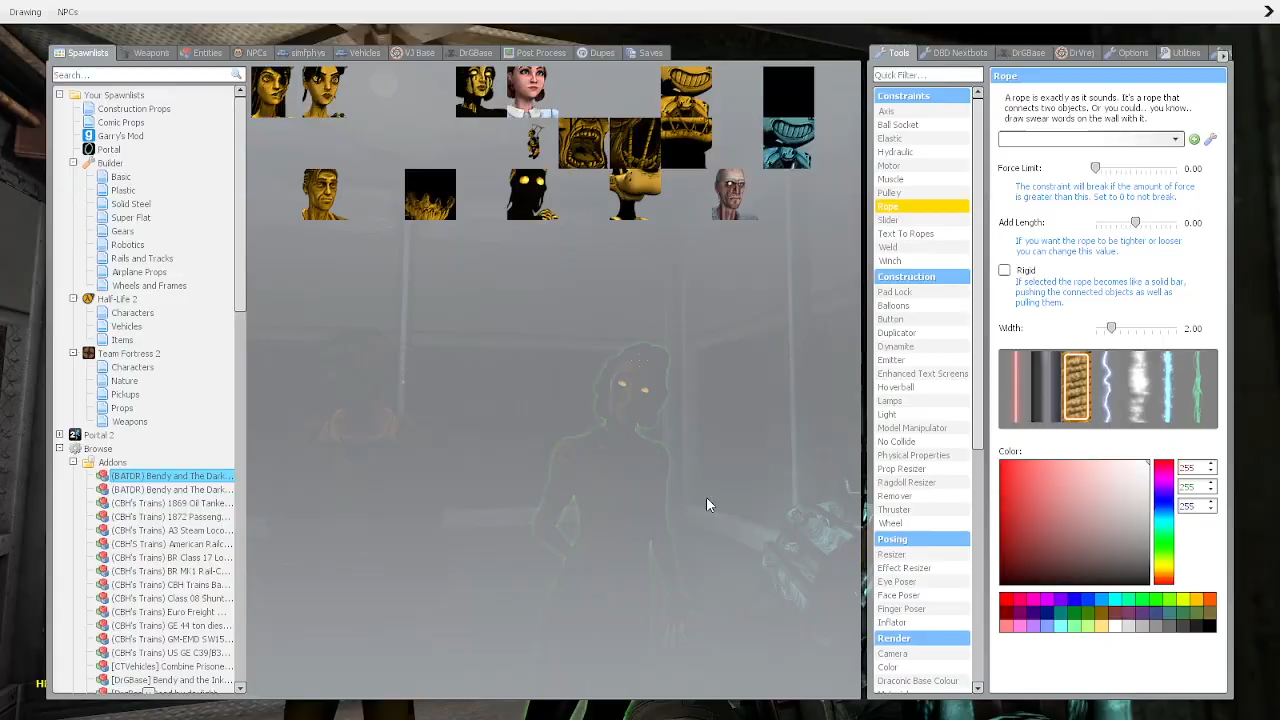 Drawing NPCs
Spawnlists Weapons Entities NPCs simfphys Vehicles VJ Base DrGBase Post Process Dupes Saves
Search...
Your Spawnlists
Construction Props
Comic Props
Garry's Mod
Portal
Builder
Basic
Plastic
Solid Steel
Super Flat
Gears
Robotics
Rails and Tracks
Airplane Props
Wheels and Frames
Half-Life 2
Characters
Vehicles
Items
Team Fortress 2
Characters
Nature
Pickups
Props
Weapons
Portal 2
Browse
Addons
(BATDR) Bendy and The Dark...
(BATDR) Bendy and The Dark...
(CBH's Trains) 1869 Oil Tanke...
(CBH's Trains) 1872 Passeng...
(CBH's Trains) A3 Steam Loco...
(CBH's Trains) American Railc...
(CBH's Trains) BR Class 17 Lo...
(CBH's Trains) BR MK1 Rail-C...
(CBH's Trains) CBH Trains Ba...
(CBH's Trains) Class 08 Shunt...
(CBH's Trains) Euro Freight ...
(CBH's Trains) GE 44 ton dies...
(CBH's Trains) GM-EMD SW15...
(CBH's Trains) US GE C39|B3...
[CTVehicles] Combine Prisone...
[DrGBase] Bendy and the Ink...
Tools DBD Nextbots DrGBase DrVrej Options Utilities
Quick Filter...
Constraints
Axis
Ball Socket
Elastic
Hydraulic
Motor
Muscle
Pulley
Rope
Slider
Text To Ropes
Weld
Winch
Construction
Pad Lock
Balloons
Button
Duplicator
Dynamite
Emitter
Enhanced Text Screens
Hoverball
Lamps
Light
Model Manipulator
No Collide
Physical Properties
Prop Resizer
Ragdoll Resizer
Remover
Thruster
Wheel
Posing
Resizer
Effect Resizer
Eye Poser
Face Poser
Finger Poser
Inflator
Render
Camera
Color
Draconic Base Colour
Rope
A rope is exactly as it sounds. It's a rope that
connects two objects. Or you could.. you know..
draw swear words on the wall with it.
Force Limit: 0.00
The constraint will break if the amount of force
is greater than this. Set to 0 to not break.
Add Length: 0.00
If you want the rope to be tighter or looser
you can change this value.
Rigid
If selected the rope becomes like a solid bar,
pushing the connected objects as well as
pulling them.
Width: 2.00
Color:
255
255
255